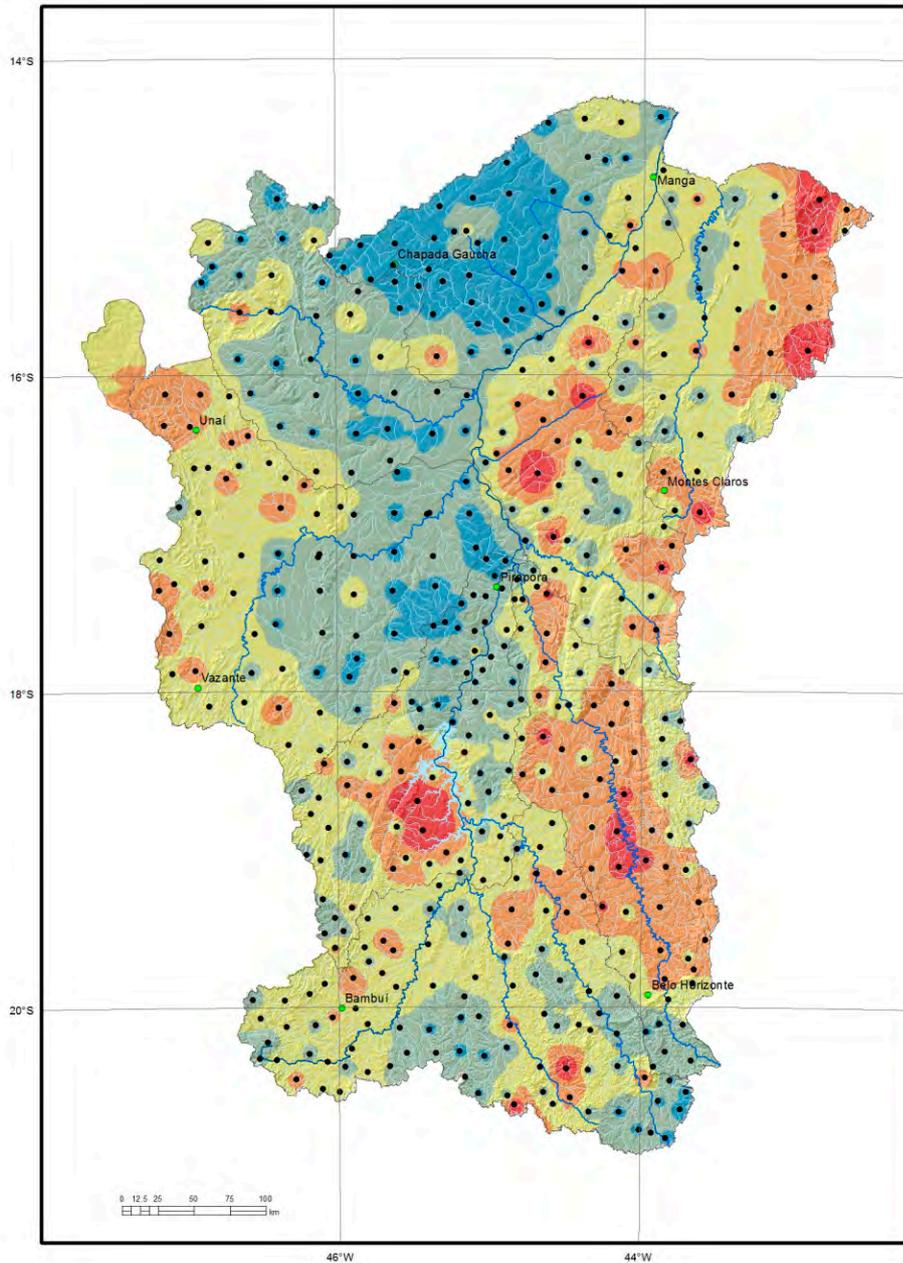 14°S
Manga
Chapada Gaúcha
16°S
Unaí
Montes Claros
Pirapora
18°S
Vazante
Belo Horizonte
Bambuí
20°S
0 12.5 25 50 75 100
km
46°W
44°W